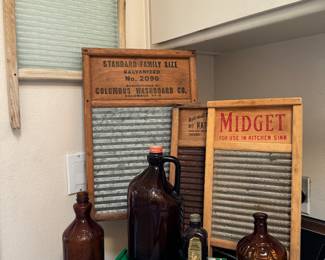 STANDARD FAMILY SIZE
GALVANIZED
No. 2090
COLUMBUS WASHBOARD CO.
MIDGET
FOR USE IN KITCHEN SINK